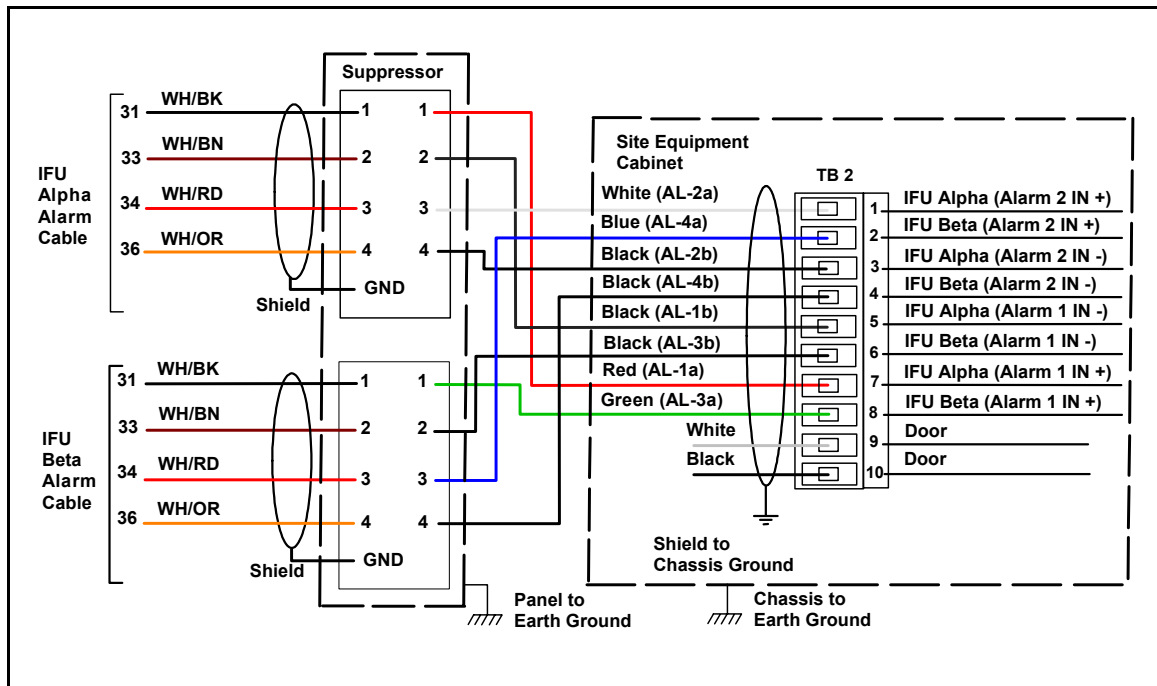 Suppressor
IFU
Alpha
Alarm
Cable
31 WH/BK
33 WH/BN
34 WH/RD
36 WH/OR
Shield
1 1
2 2
3 3
4 4
GND
IFU
Beta
Alarm
Cable
31 WH/BK
33 WH/BN
34 WH/RD
36 WH/OR
Shield
1 1
2 2
3 3
4 4
GND
Panel to
Earth Ground
Site Equipment
Cabinet
TB 2
White (AL-2a)
Blue (AL-4a)
Black (AL-2b)
Black (AL-4b)
Black (AL-1b)
Black (AL-3b)
Red (AL-1a)
Green (AL-3a)
White
Black
1 IFU Alpha (Alarm 2 IN +)
2 IFU Beta (Alarm 2 IN +)
3 IFU Alpha (Alarm 2 IN -)
4 IFU Beta (Alarm 2 IN -)
5 IFU Alpha (Alarm 1 IN -)
6 IFU Beta (Alarm 1 IN -)
7 IFU Alpha (Alarm 1 IN +)
8 IFU Beta (Alarm 1 IN +)
9 Door
10 Door
Shield to
Chassis Ground
Chassis to
Earth Ground